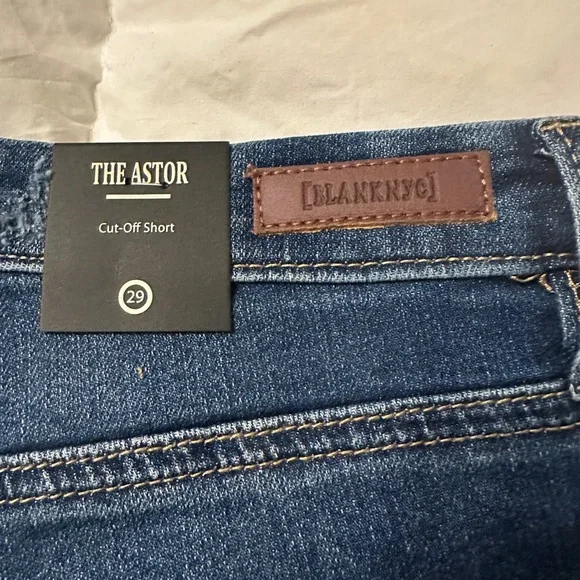 THE ASTOR
Cut-Off Short
29
[BLANKNYC]